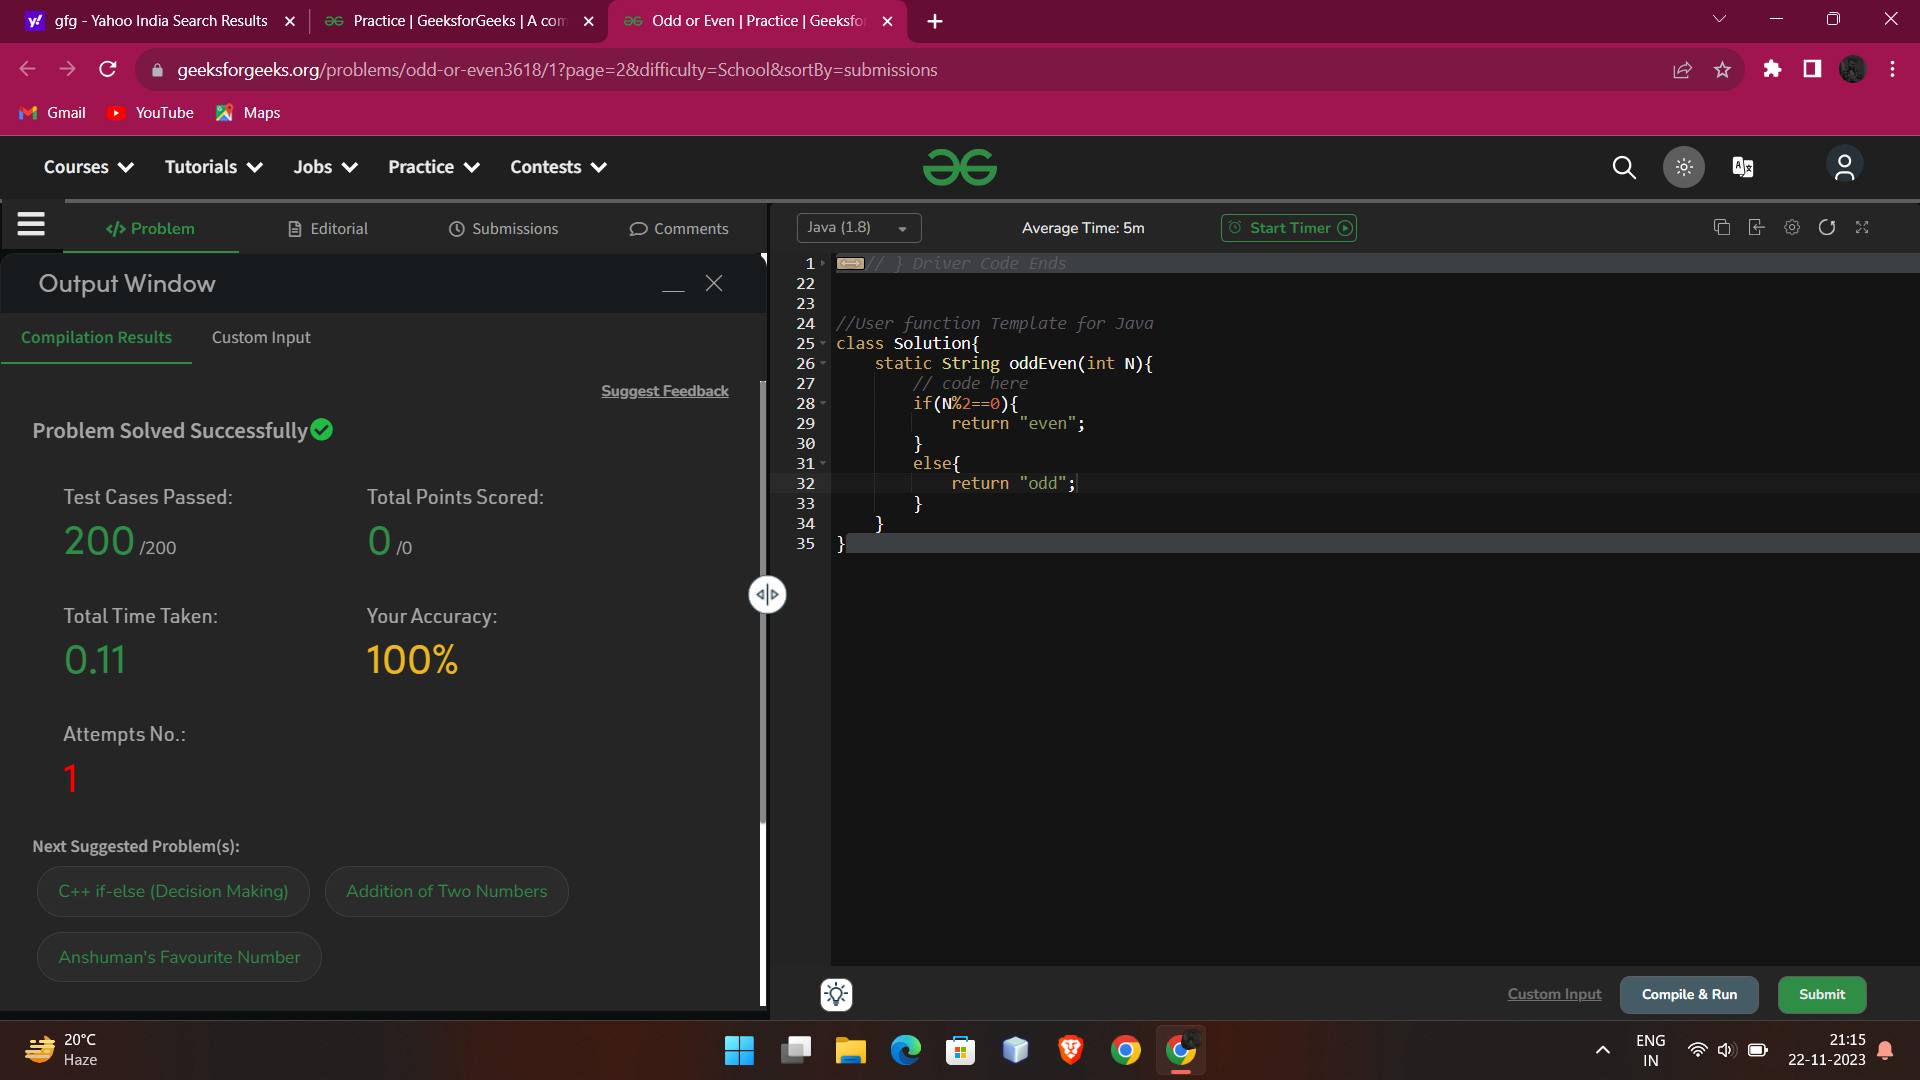 gfg - Yahoo India Search Results
Practice | GeeksforGeeks | A com
Odd or Even | Practice | Geeksfor
geeksforgeeks.org/problems/odd-or-even3618/1?page=2&difficulty=School&sortBy=submissions
Gmail YouTube Maps
Courses Tutorials Jobs Practice Contests
Problem Editorial Submissions Comments
Java (1.8) Average Time: 5m Start Timer
Output Window
Compilation Results Custom Input
Suggest Feedback
Problem Solved Successfully
Test Cases Passed: Total Points Scored:
200 /200 0 /0
Total Time Taken: Your Accuracy:
0.11 100%
Attempts No.:
1
Next Suggested Problem(s):
C++ if-else (Decision Making) Addition of Two Numbers
Anshuman's Favourite Number
1 // } Driver Code Ends
22
23
24 //User function Template for Java
25 class Solution{
26 static String oddEven(int N){
27 // code here
28 if(N%2==0){
29 return "even";
30 }
31 else{
32 return "odd";
33 }
34 }
35 }
Custom Input Compile & Run Submit
20°C
Haze
ENG
IN
21:15
22-11-2023